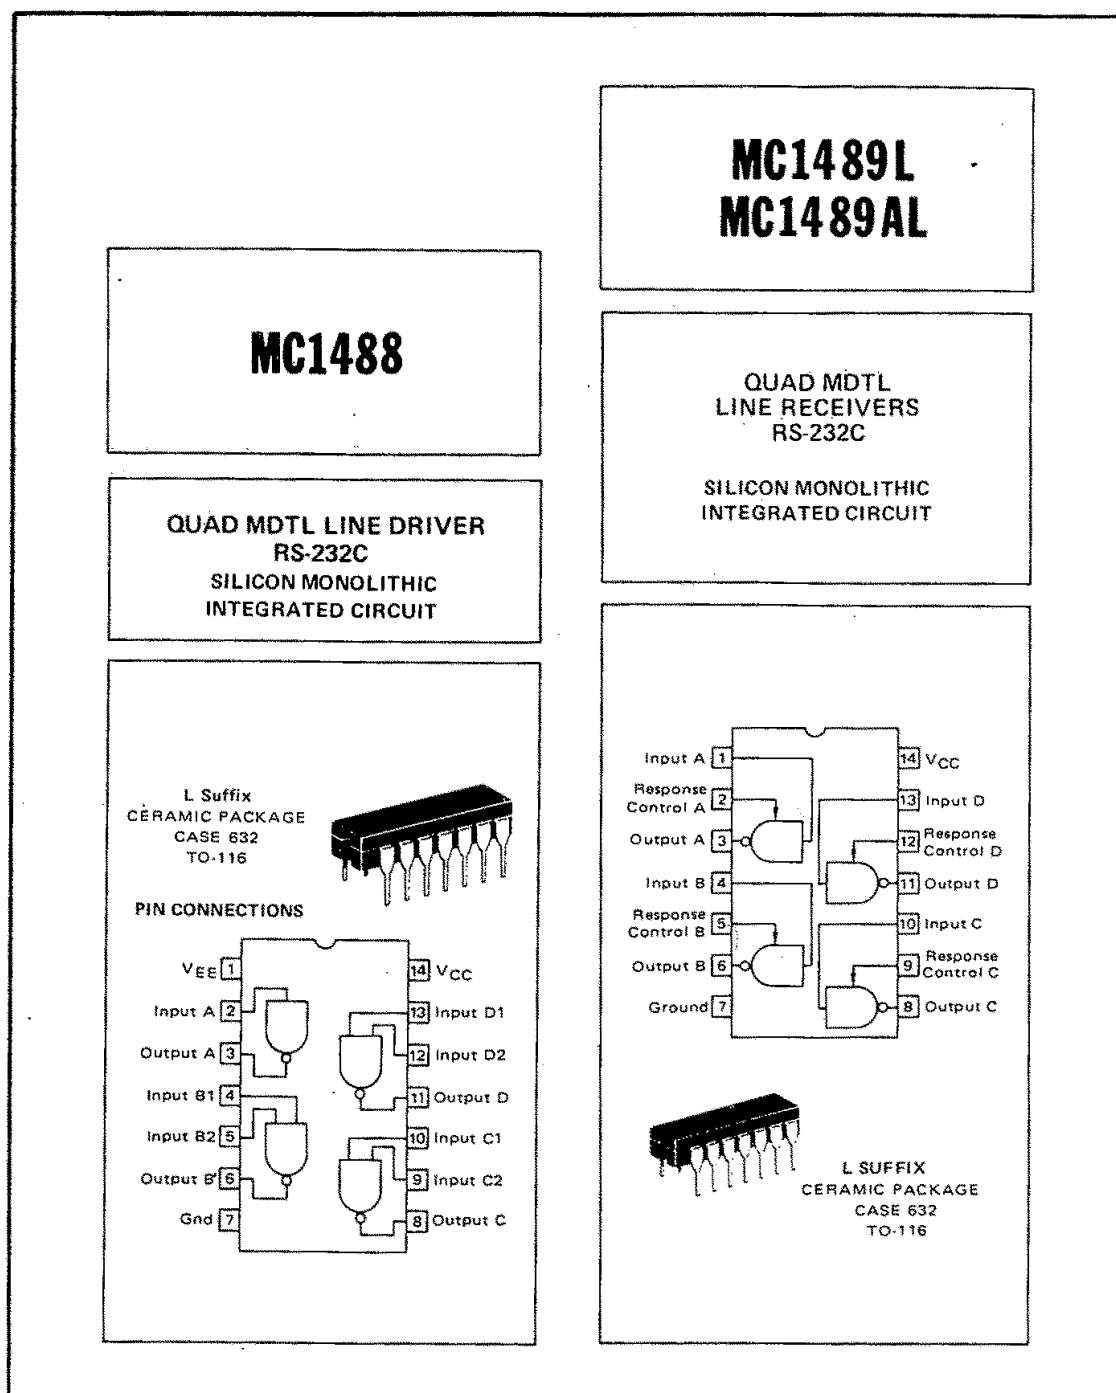 MC1488
QUAD MDTL LINE DRIVER
RS-232C
SILICON MONOLITHIC
INTEGRATED CIRCUIT
L Suffix
CERAMIC PACKAGE
CASE 632
TO-116
PIN CONNECTIONS
VEE 1
Input A 2
Output A 3
Input B1 4
Input B2 5
Output B 6
Gnd 7
14 VCC
13 Input D1
12 Input D2
11 Output D
10 Input C1
9 Input C2
8 Output C
MC1489L
MC1489AL
QUAD MDTL
LINE RECEIVERS
RS-232C
SILICON MONOLITHIC
INTEGRATED CIRCUIT
Input A 1
Response
Control A 2
Output A 3
Input B 4
Response
Control B 5
Output B 6
Ground 7
14 VCC
13 Input D
12 Response
Control D
11 Output D
10 Input C
9 Response
Control C
8 Output C
L SUFFIX
CERAMIC PACKAGE
CASE 632
TO-116